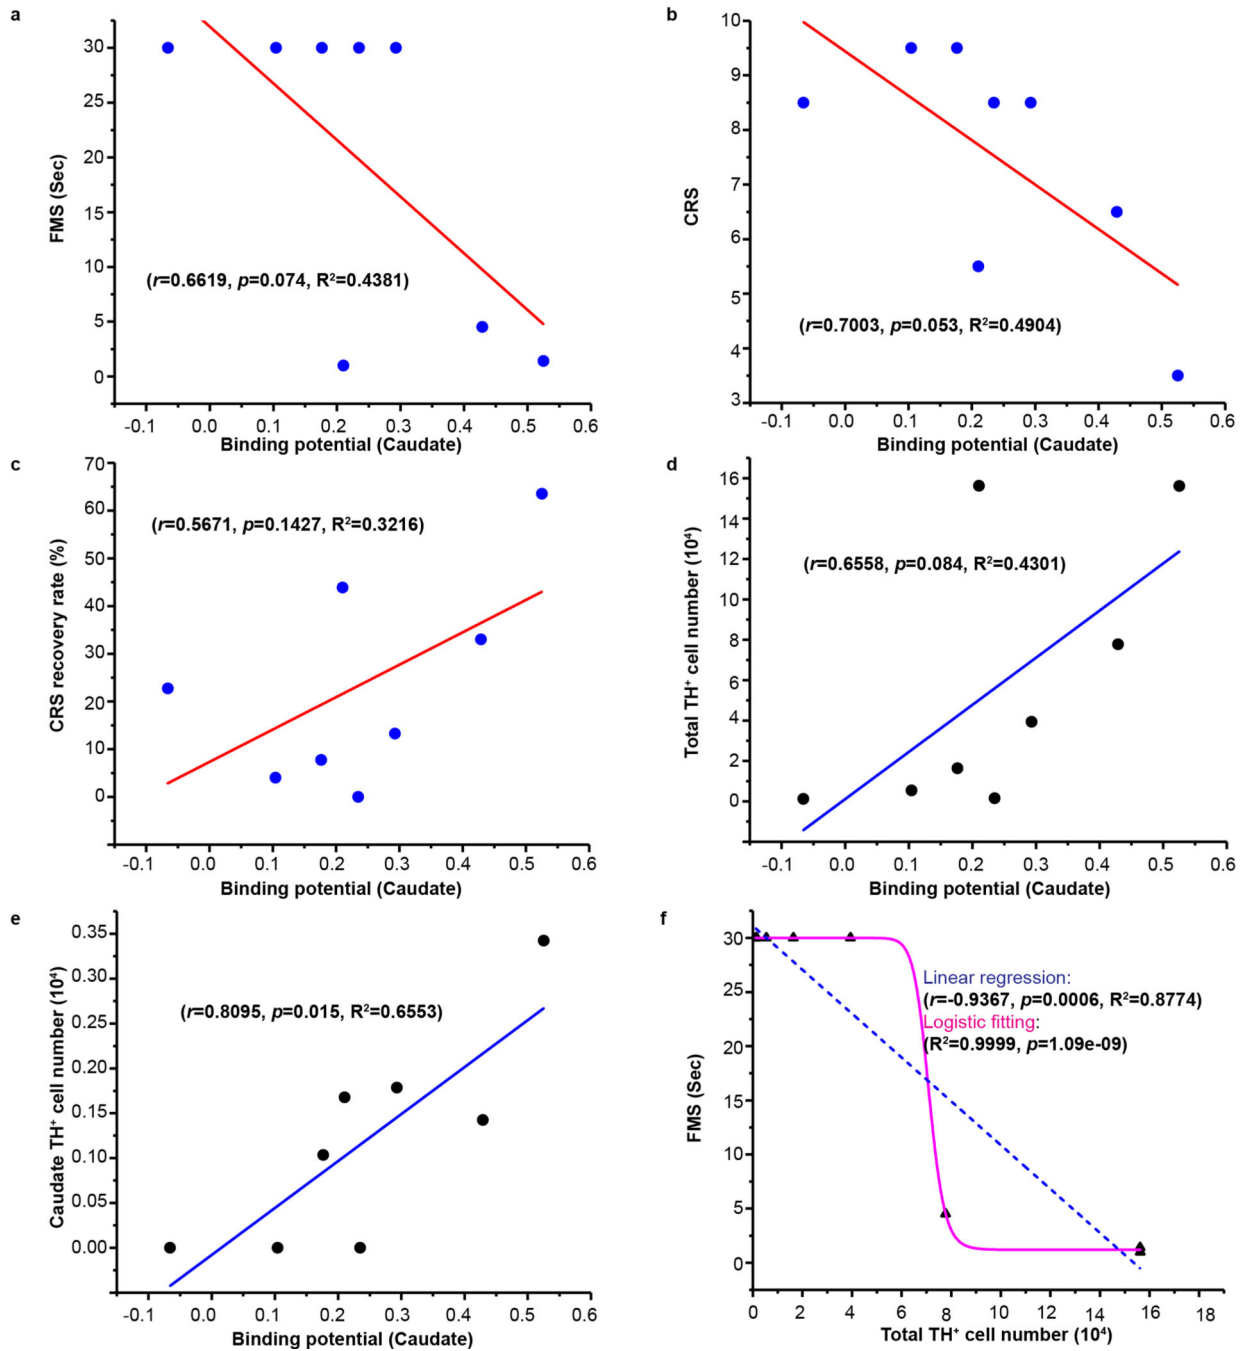 a
FMS (Sec)
30
25
20
15
10
5
0
(r=0.6619, p=0.074, R²=0.4381)
-0.1 0.0 0.1 0.2 0.3 0.4 0.5 0.6
Binding potential (Caudate)
b
CRS
10
9
8
7
6
5
4
3
(r=0.7003, p=0.053, R²=0.4904)
-0.1 0.0 0.1 0.2 0.3 0.4 0.5 0.6
Binding potential (Caudate)
c
CRS recovery rate (%)
70
60
50
40
30
20
10
0
(r=0.5671, p=0.1427, R²=0.3216)
-0.1 0.0 0.1 0.2 0.3 0.4 0.5 0.6
Binding potential (Caudate)
d
Total TH⁺ cell number (10⁴)
16
14
12
10
8
6
4
2
0
(r=0.6558, p=0.084, R²=0.4301)
-0.1 0.0 0.1 0.2 0.3 0.4 0.5 0.6
Binding potential (Caudate)
e
Caudate TH⁺ cell number (10⁴)
0.35
0.30
0.25
0.20
0.15
0.10
0.05
0.00
(r=0.8095, p=0.015, R²=0.6553)
-0.1 0.0 0.1 0.2 0.3 0.4 0.5 0.6
Binding potential (Caudate)
f
FMS (Sec)
30
25
20
15
10
5
0
Linear regression:
(r=-0.9367, p=0.0006, R²=0.8774)
Logistic fitting:
(R²=0.9999, p=1.09e-09)
0 2 4 6 8 10 12 14 16 18
Total TH⁺ cell number (10⁴)